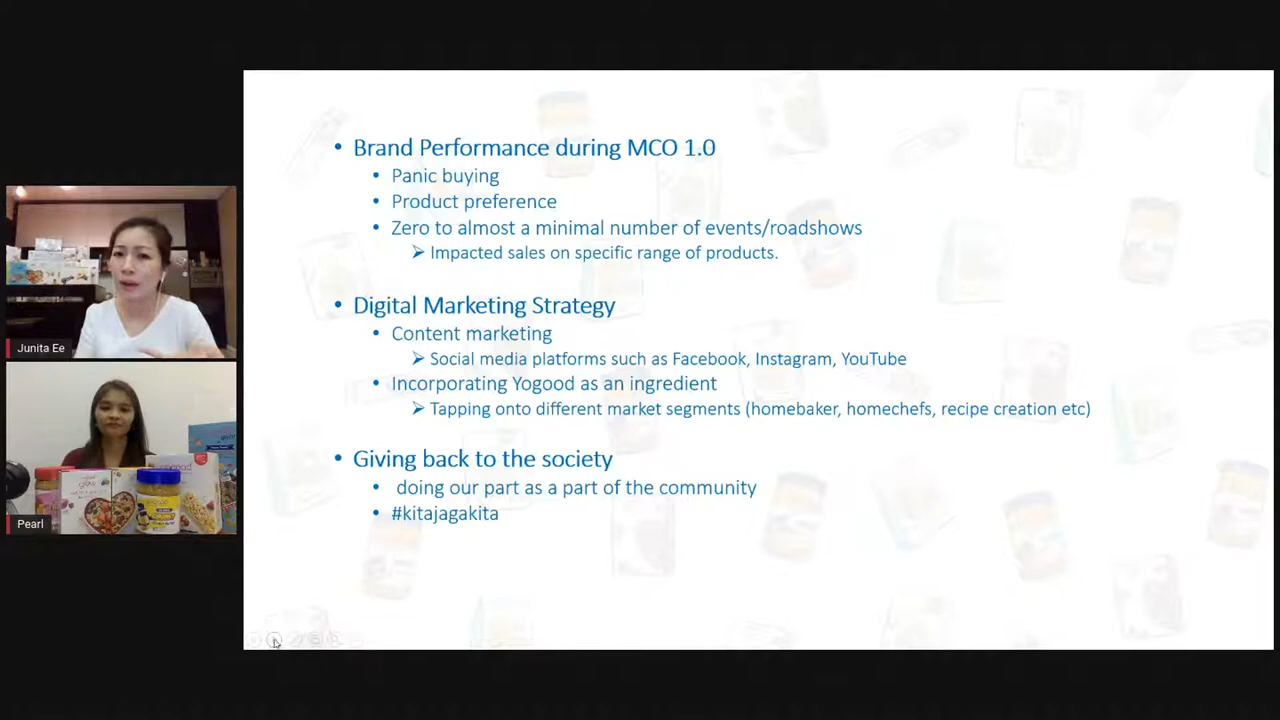 Brand Performance during MCO 1.0
Panic buying
Product preference
Zero to almost a minimal number of events/roadshows
Impacted sales on specific range of products.
Digital Marketing Strategy
Content marketing
Social media platforms such as Facebook, Instagram, YouTube
Incorporating Yogood as an ingredient
Tapping onto different market segments (homebaker, homechefs, recipe creation etc)
Giving back to the society
doing our part as a part of the community
#kitajagakita
Junita Ee
Pearl